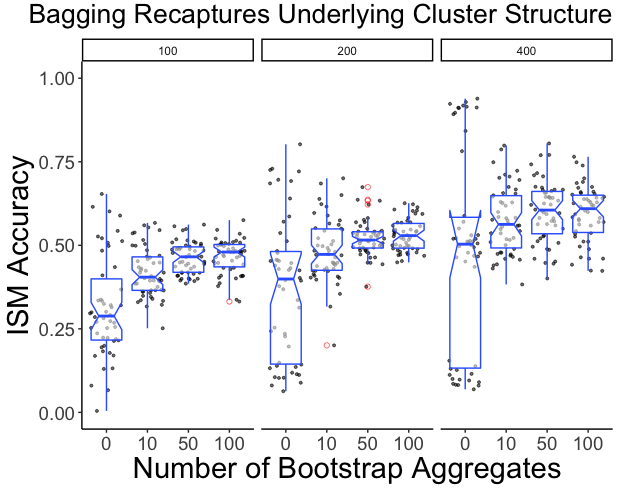 Bagging Recaptures Underlying Cluster Structure
100 200 400
1.00
0.75
0.50
0.25
0.00
ISM Accuracy
0 10 50 100 0 10 50 100 0 10 50 100
Number of Bootstrap Aggregates